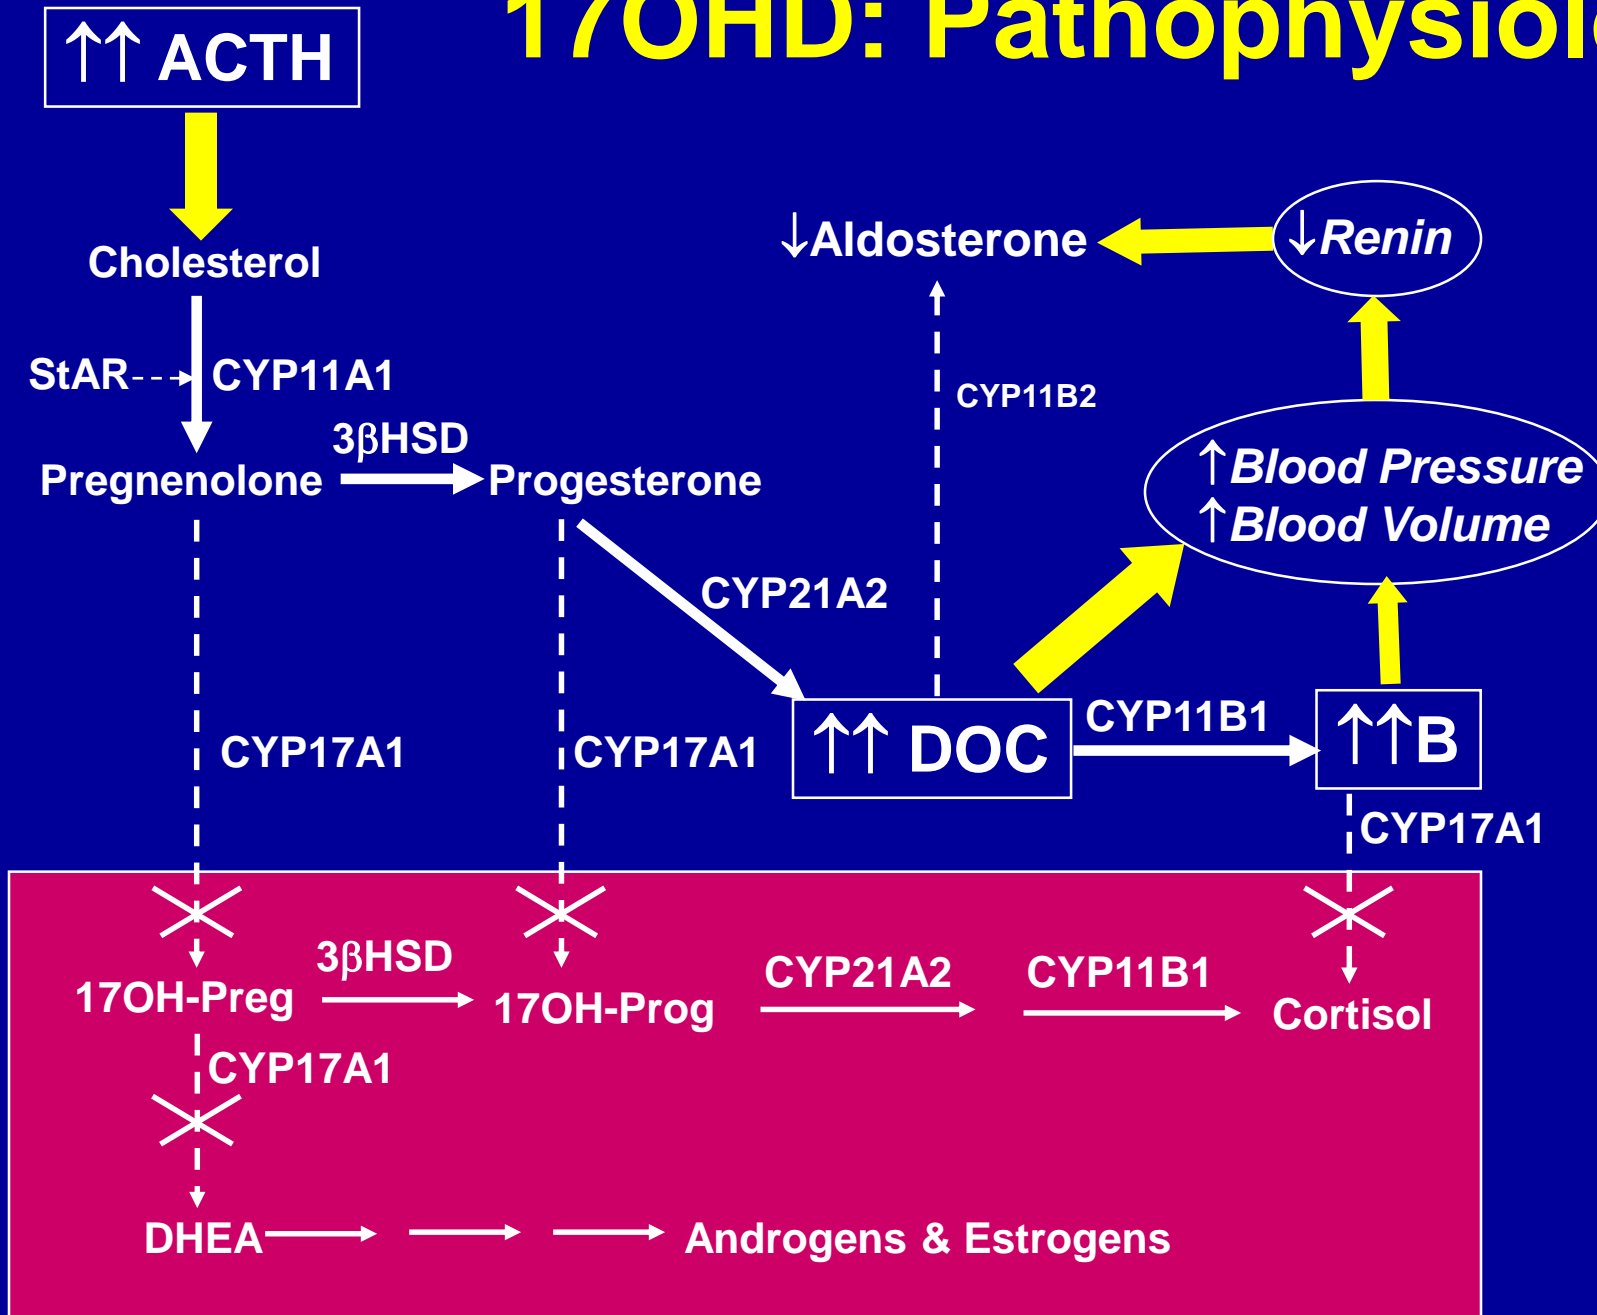 17OHD: Pathophysiol
↑↑ ACTH
Cholesterol
↓Aldosterone
↓Renin
StAR
CYP11A1
CYP11B2
3βHSD
Pregnenolone
Progesterone
↑Blood Pressure
↑Blood Volume
CYP21A2
CYP17A1
CYP17A1
↑↑ DOC
CYP11B1
↑↑B
CYP17A1
3βHSD
CYP21A2
CYP11B1
17OH-Preg
17OH-Prog
Cortisol
CYP17A1
DHEA
Androgens & Estrogens